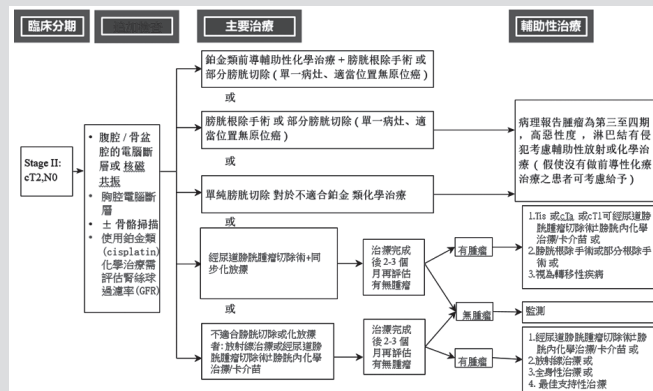 臨床分期
追加檢查
主要治療
輔助性治療
Stage II:
cT2,N0
• 腹腔 / 骨盆
腔的電腦斷
層或 核磁
共振
• 胸腔電腦斷
層
• ± 骨骼掃描
• 使用鉑金類
(cisplatin)
化學治療需
評估腎絲球
過濾率(GFR)
鉑金類前導輔助性化學治療 + 膀胱根除手術 或
部分膀胱切除 ( 單一病灶、適當位置無原位癌 )
或
膀胱根除手術 或 部分膀胱切除 (單一病灶、適
當位置無原位癌 )
或
單純膀胱切除 對於不適合鉑金 類化學治療
或
經尿道膀胱腫瘤切除術+同
步化放療
或
不適合膀胱切除或化放療
者: 放射線治療或經尿道膀
胱腫瘤切除術±膀胱內化學
治療/卡介苗
治療完成
後 2-3 個
月再評估
有無腫瘤
治療完成
後 2-3 個
月再評估
有無腫瘤
有腫瘤
無腫瘤
有腫瘤
病理報告腫瘤為第三至四期
，高惡性度 ，淋巴結有侵
犯考慮輔助性放射或化學治
療 ( 假使沒有做前導性化療
治療之患者可考慮給予 )
1.Tis 或cTa 或cT1可經尿道膀
胱腫瘤切除術±膀胱內化學
治療/卡介苗 或
2.膀胱根除手術或部分根除手
術 或
3.視為轉移性疾病
監測
1.經尿道膀胱腫瘤切除術±膀
胱內化學治療/卡介苗 或
2.放射線治療 或
3.全身性治療 或
4. 最佳支持性治療